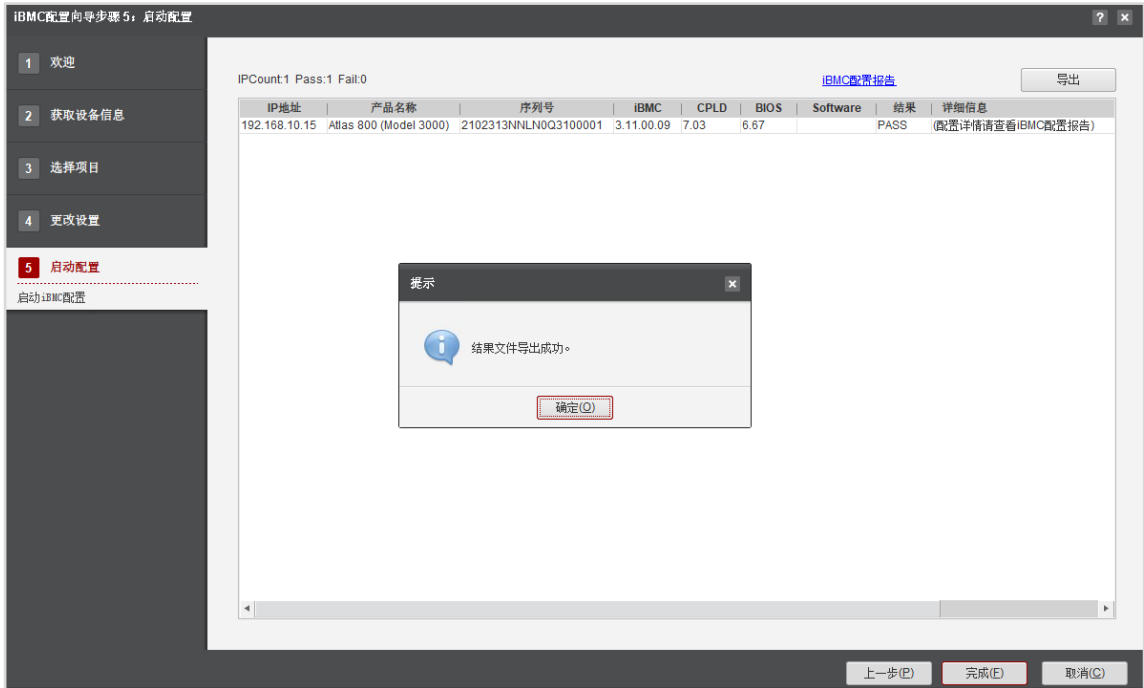 iBMC配置向导步骤 5：启动配置
? x
1 欢迎
2 获取设备信息
3 选择项目
4 更改设置
5 启动配置
启动iBMC配置
IPCount:1 Pass:1 Fail:0 iBMC配置报告 导出
IP地址 产品名称 序列号 iBMC CPLD BIOS Software 结果 详细信息
192.168.10.15 Atlas 800 (Model 3000) 2102313NNLN0Q3100001 3.11.00.09 7.03 6.67 PASS (配置详情请查看iBMC配置报告)
提示
结果文件导出成功。
确定(O)
上一步(P) 完成(F) 取消(C)